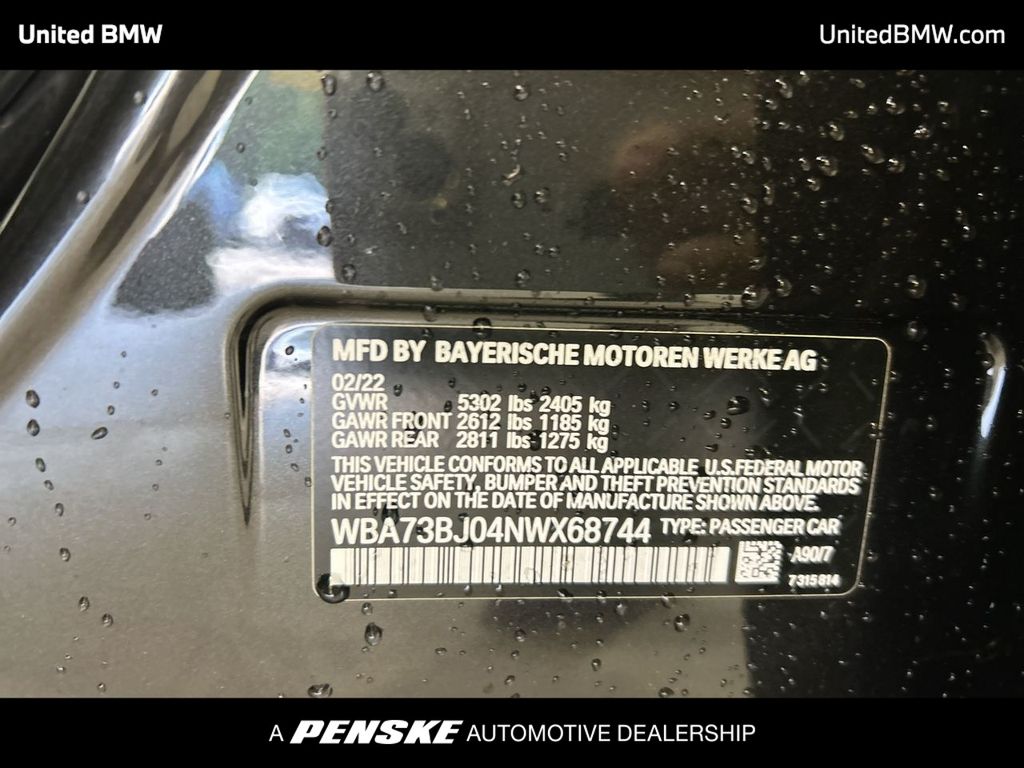 United BMW
UnitedBMW.com
MFD BY BAYERISCHE MOTOREN WERKE AG
02/22
GVWR 5302 lbs 2405 kg
GAWR FRONT 2612 lbs 1185 kg
GAWR REAR 2811 lbs 1275 kg
THIS VEHICLE CONFORMS TO ALL APPLICABLE U.S.FEDERAL MOTOR
VEHICLE SAFETY, BUMPER AND THEFT PREVENTION STANDARDS
IN EFFECT ON THE DATE OF MANUFACTURE SHOWN ABOVE.
WBA73BJ04NWX68744 TYPE: PASSENGER CAR
A90/7
7315814
A PENSKE AUTOMOTIVE DEALERSHIP